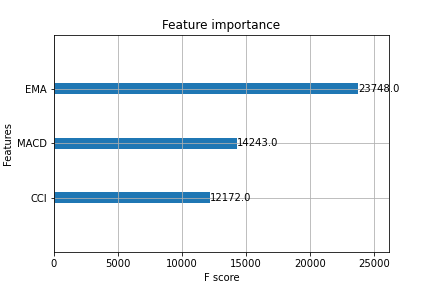 Feature importance
Features
EMA
23748.0
MACD
14243.0
CCI
12172.0
0 5000 10000 15000 20000 25000
F score